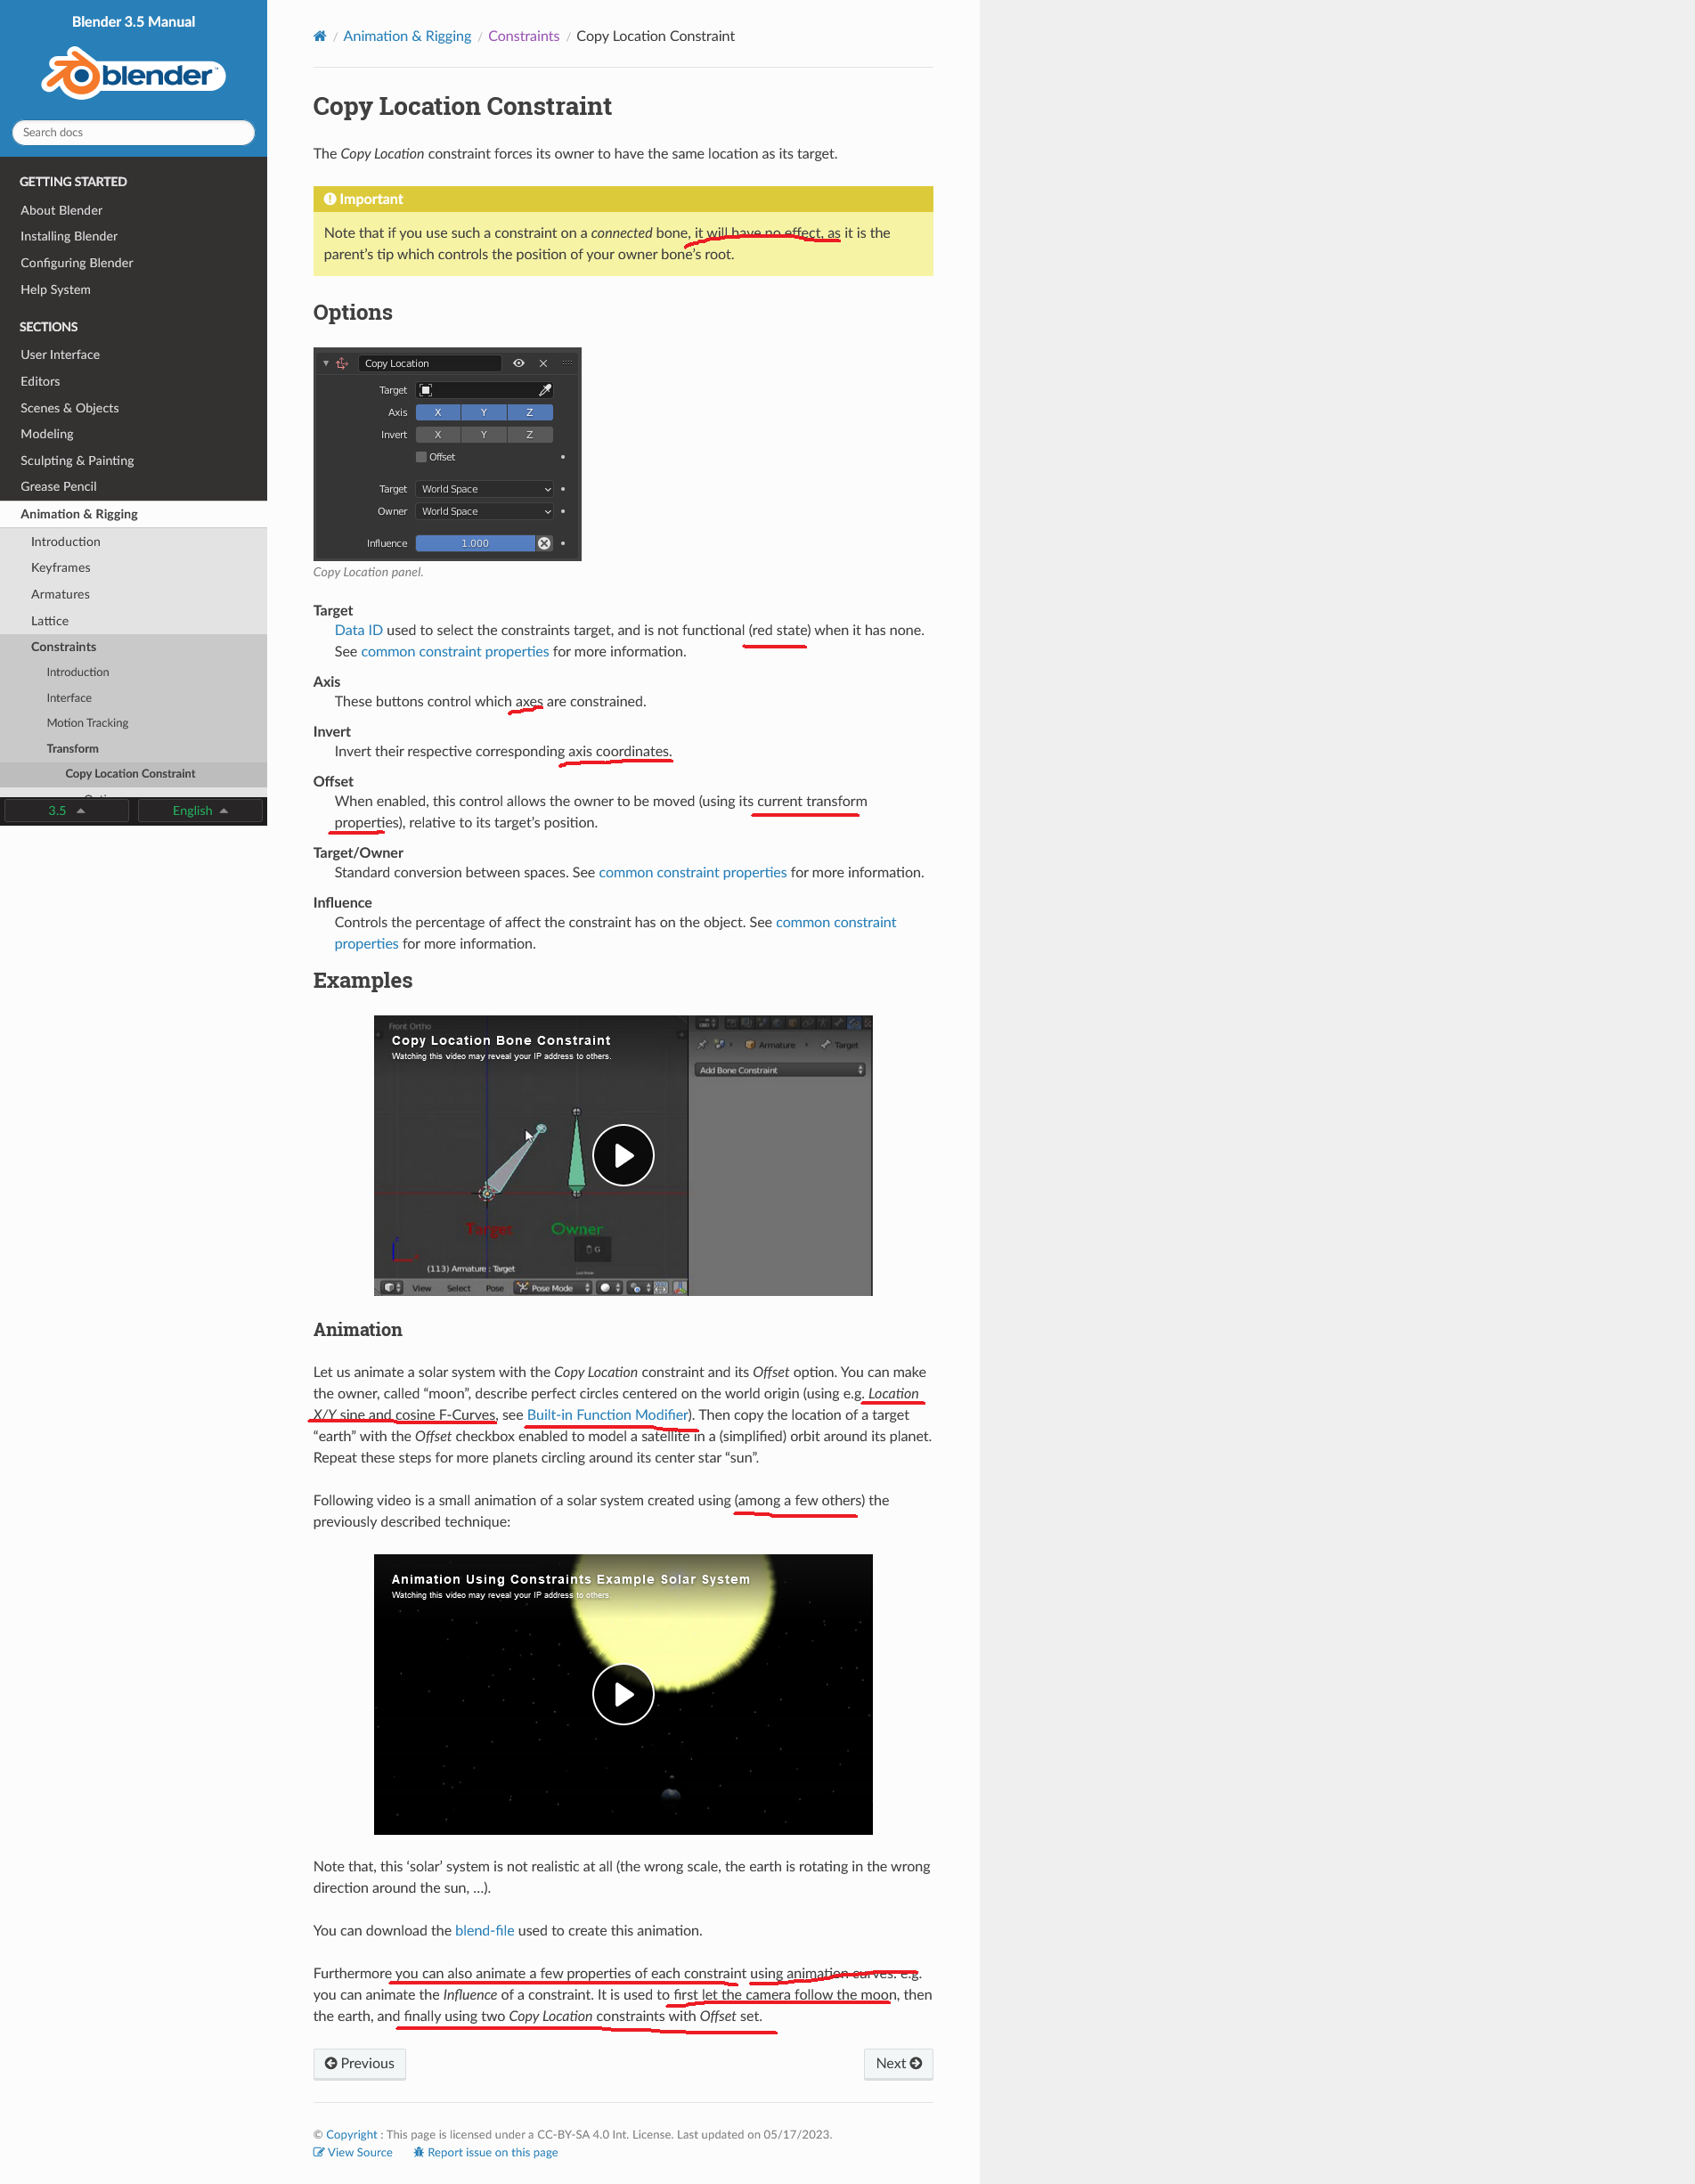 Blender 3.5 Manual
blender™
Search docs
GETTING STARTED
About Blender
Installing Blender
Configuring Blender
Help System
SECTIONS
User Interface
Editors
Scenes & Objects
Modeling
Sculpting & Painting
Grease Pencil
Animation & Rigging
Introduction
Keyframes
Armatures
Lattice
Constraints
Introduction
Interface
Motion Tracking
Transform
Copy Location Constraint
3.5
English
/ Animation & Rigging / Constraints / Copy Location Constraint
Copy Location Constraint
The Copy Location constraint forces its owner to have the same location as its target.
Important
Note that if you use such a constraint on a connected bone, it will have no effect, as it is the
parent’s tip which controls the position of your owner bone’s root.
Options
Copy Location
Target
Axis X Y Z
Invert X Y Z
Offset
Target World Space
Owner World Space
Influence 1.000
Copy Location panel.
Target
Data ID used to select the constraints target, and is not functional (red state) when it has none.
See common constraint properties for more information.
Axis
These buttons control which axes are constrained.
Invert
Invert their respective corresponding axis coordinates.
Offset
When enabled, this control allows the owner to be moved (using its current transform
properties), relative to its target’s position.
Target/Owner
Standard conversion between spaces. See common constraint properties for more information.
Influence
Controls the percentage of affect the constraint has on the object. See common constraint
properties for more information.
Examples
Front Ortho
Copy Location Bone Constraint
Watching this video may reveal your IP address to others.
Armature Target
Add Bone Constraint
Target Owner
G
(113) Armature : Target
View Select Pose Pose Mode
Animation
Let us animate a solar system with the Copy Location constraint and its Offset option. You can make
the owner, called “moon”, describe perfect circles centered on the world origin (using e.g. Location
X/Y sine and cosine F-Curves, see Built-in Function Modifier). Then copy the location of a target
“earth” with the Offset checkbox enabled to model a satellite in a (simplified) orbit around its planet.
Repeat these steps for more planets circling around its center star “sun”.
Following video is a small animation of a solar system created using (among a few others) the
previously described technique:
Animation Using Constraints Example Solar System
Watching this video may reveal your IP address to others.
Note that, this ‘solar’ system is not realistic at all (the wrong scale, the earth is rotating in the wrong
direction around the sun, …).
You can download the blend-file used to create this animation.
Furthermore you can also animate a few properties of each constraint using animation curves: e.g.
you can animate the Influence of a constraint. It is used to first let the camera follow the moon, then
the earth, and finally using two Copy Location constraints with Offset set.
Previous
Next
© Copyright : This page is licensed under a CC-BY-SA 4.0 Int. License. Last updated on 05/17/2023.
View Source Report issue on this page